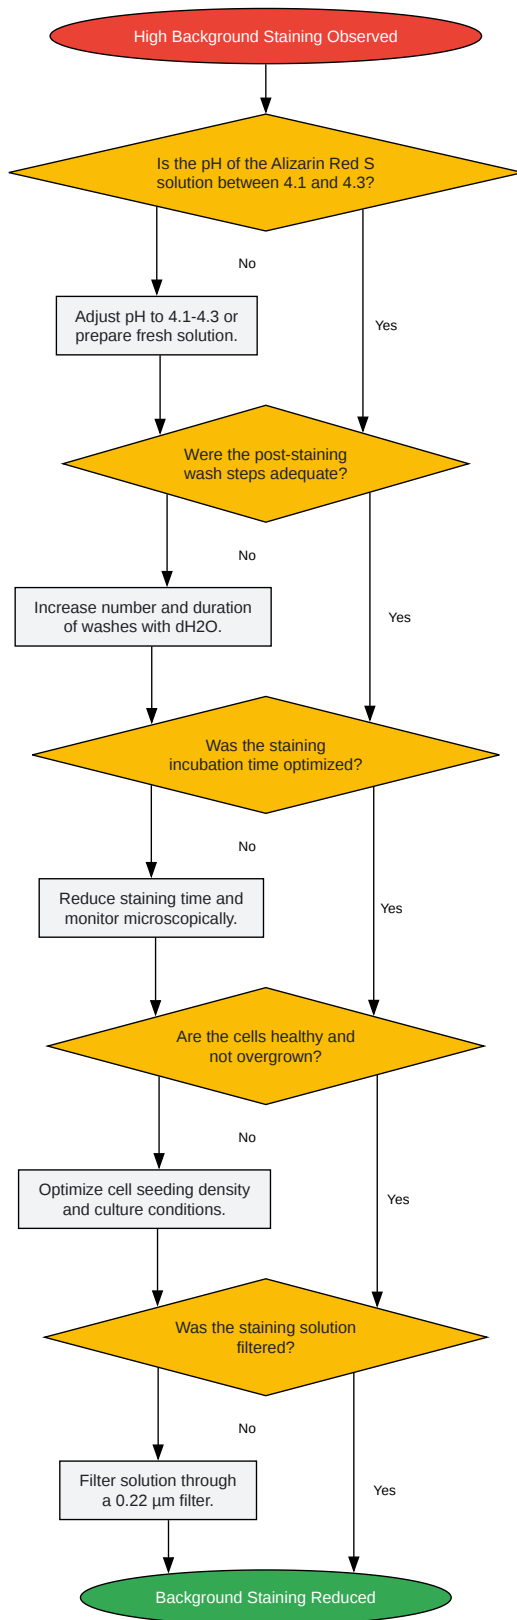 High Background Staining Observed
Is the pH of the Alizarin Red S
solution between 4.1 and 4.3?
No
Adjust pH to 4.1-4.3 or
prepare fresh solution.
Yes
Were the post-staining
wash steps adequate?
No
Increase number and duration
of washes with dH2O.
Yes
Was the staining
incubation time optimized?
No
Reduce staining time and
monitor microscopically.
Yes
Are the cells healthy and
not overgrown?
No
Optimize cell seeding density
and culture conditions.
Yes
Was the staining solution
filtered?
No
Filter solution through
a 0.22 µm filter.
Yes
Background Staining Reduced